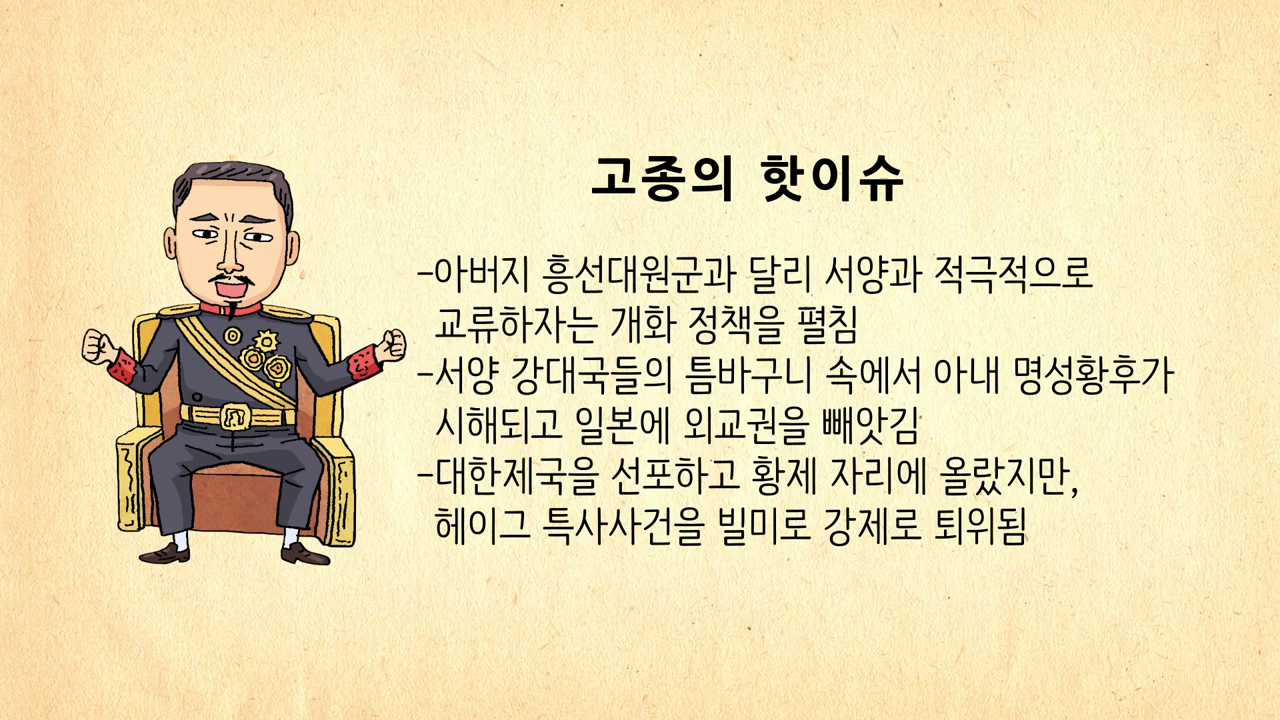 고종의 핫이슈
-아버지 흥선대원군과 달리 서양과 적극적으로
교류하자는 개화 정책을 펼침
-서양 강대국들의 틈바구니 속에서 아내 명성황후가
시해되고 일본에 외교권을 빼앗김
-대한제국을 선포하고 황제 자리에 올랐지만,
헤이그 특사사건을 빌미로 강제로 퇴위됨